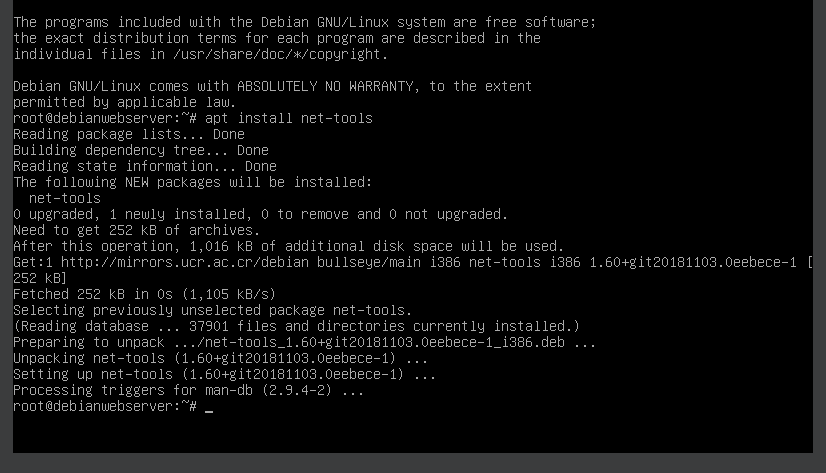 The programs included with the Debian GNU/Linux system are free software;
the exact distribution terms for each program are described in the
individual files in /usr/share/doc/*/copyright.
Debian GNU/Linux comes with ABSOLUTELY NO WARRANTY, to the extent
permitted by applicable law.
root@debianwebserver:~# apt install net-tools
Reading package lists... Done
Building dependency tree... Done
Reading state information... Done
The following NEW packages will be installed:
  net-tools
0 upgraded, 1 newly installed, 0 to remove and 0 not upgraded.
Need to get 252 kB of archives.
After this operation, 1,016 kB of additional disk space will be used.
Get:1 http://mirrors.ucr.ac.cr/debian bullseye/main i386 net-tools i386 1.60+git20181103.0eebece-1 [
252 kB]
Fetched 252 kB in 0s (1,105 kB/s)
Selecting previously unselected package net-tools.
(Reading database ... 37901 files and directories currently installed.)
Preparing to unpack .../net-tools_1.60+git20181103.0eebece-1_i386.deb ...
Unpacking net-tools (1.60+git20181103.0eebece-1) ...
Setting up net-tools (1.60+git20181103.0eebece-1) ...
Processing triggers for man-db (2.9.4-2) ...
root@debianwebserver:~# _